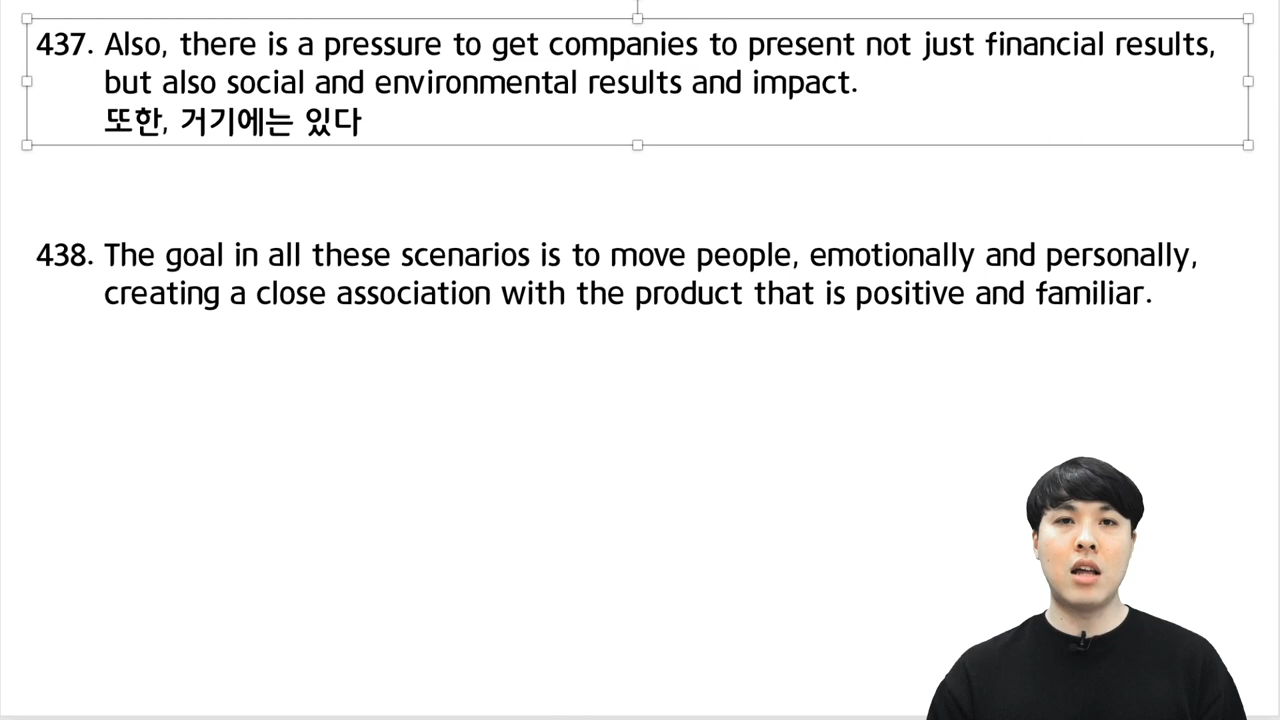 437. Also, there is a pressure to get companies to present not just financial results,
but also social and environmental results and impact.
또한, 거기에는 있다
438. The goal in all these scenarios is to move people, emotionally and personally,
creating a close association with the product that is positive and familiar.